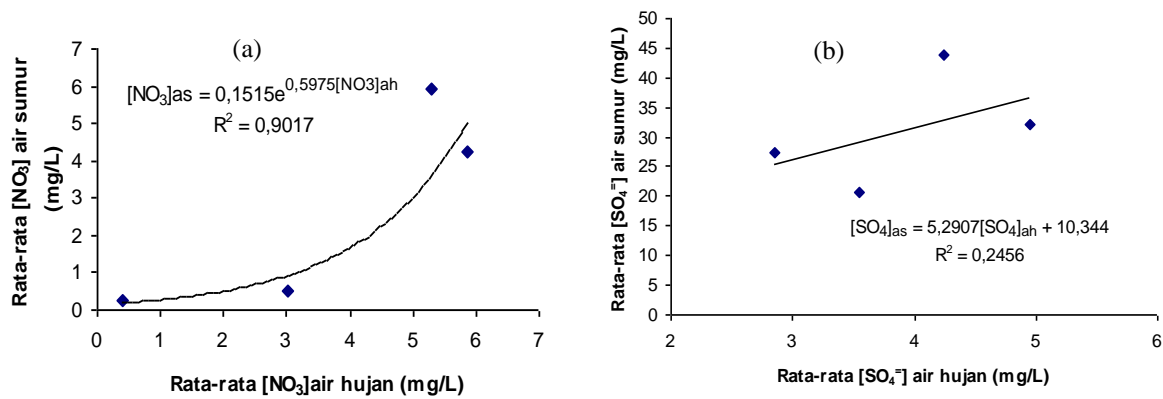 (a)
[NO₃]as = 0,1515e^0,5975[NO3]ah
R² = 0,9017
Rata-rata [NO₃] air sumur
(mg/L)
7
6
5
4
3
2
1
0
0 1 2 3 4 5 6 7
Rata-rata [NO₃]air hujan (mg/L)
(b)
Rata-rata [SO₄⁼] air sumur (mg/L)
50
45
40
35
30
25
20
15
10
5
0
[SO₄]as = 5,2907[SO₄]ah + 10,344
R² = 0,2456
2 3 4 5 6
Rata-rata [SO₄⁼] air hujan (mg/L)